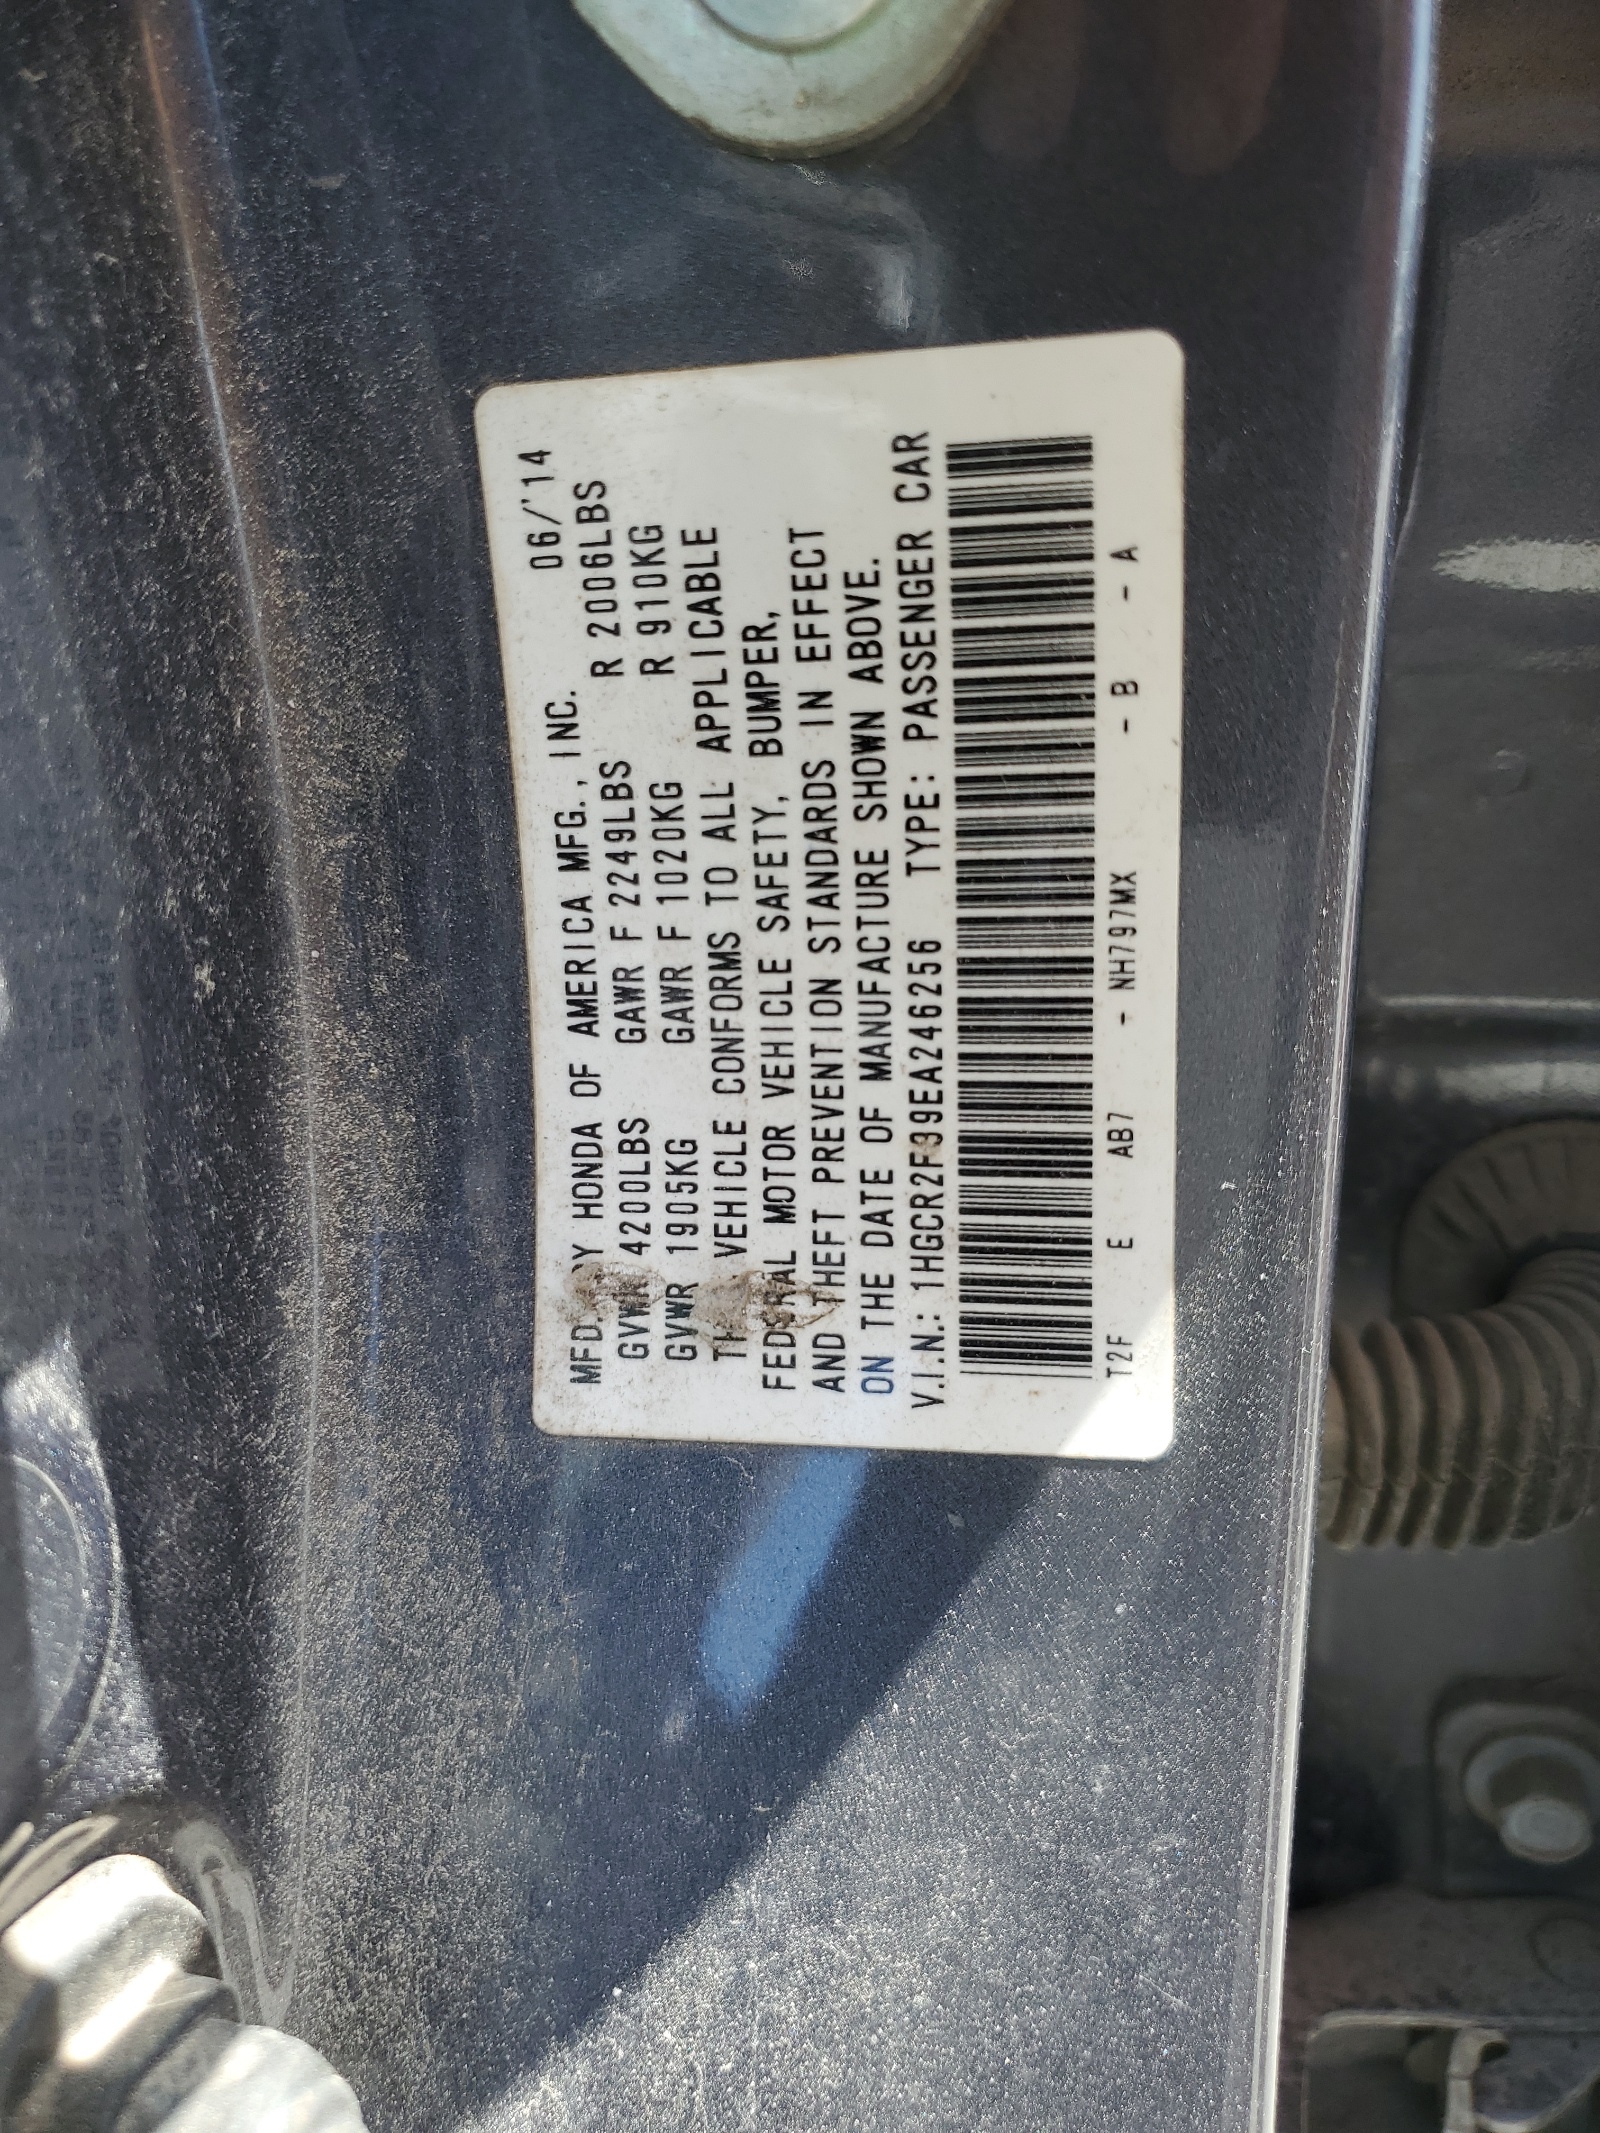 MFD. BY HONDA OF AMERICA MFG., INC. 06/'14
GVWR 4200LBS GAWR F 2249LBS R 2006LBS
GVWR 1905KG GAWR F 1020KG R 910KG
VEHICLE CONFORMS TO ALL APPLICABLE
FEDERAL MOTOR VEHICLE SAFETY, BUMPER,
AND THEFT PREVENTION STANDARDS IN EFFECT
ON THE DATE OF MANUFACTURE SHOWN ABOVE.
V.I.N.: 1HGCR2F39EA246256 TYPE: PASSENGER CAR
T2F E AB7 - NH797MX - B - A